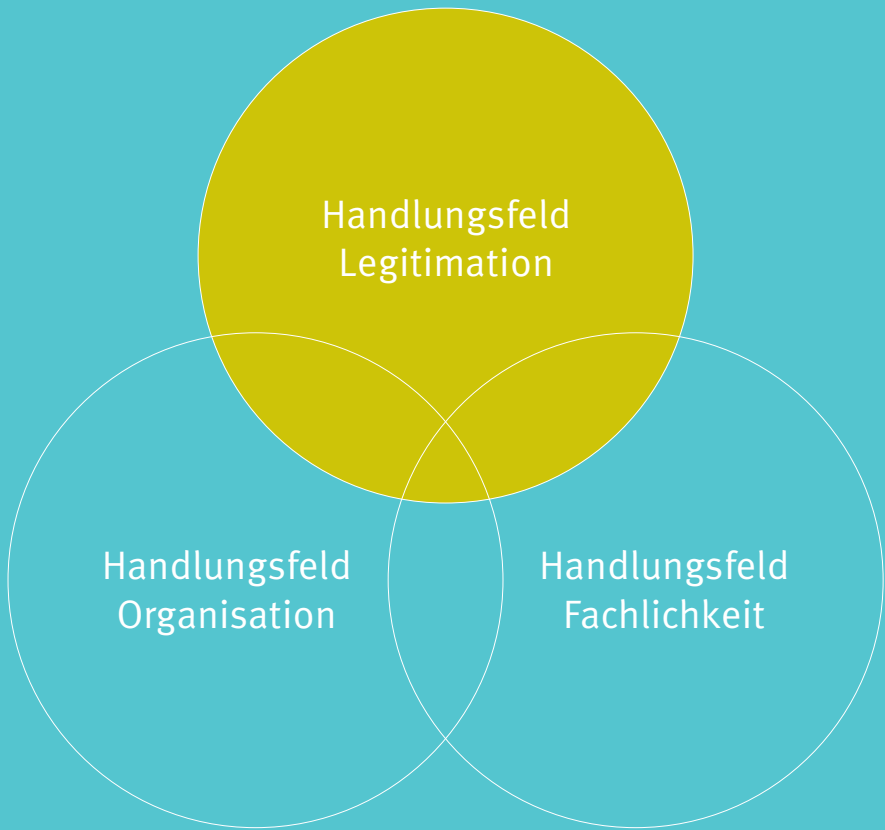 Handlungsfeld
Legitimation
Handlungsfeld
Organisation
Handlungsfeld
Fachlichkeit